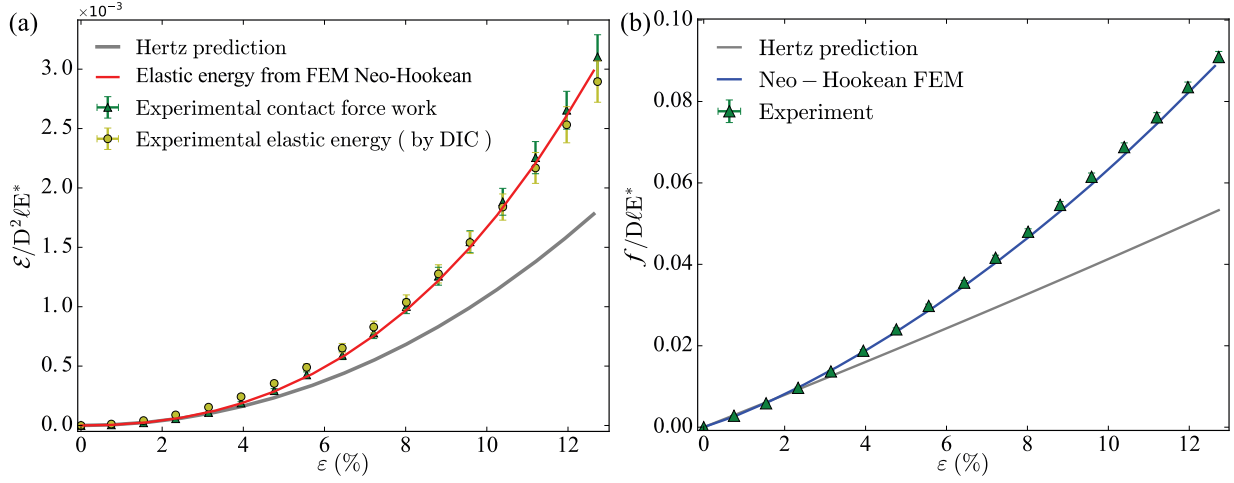 (a)
×10⁻³
Hertz prediction
Elastic energy from FEM Neo-Hookean
Experimental contact force work
Experimental elastic energy ( by DIC )
3.0
2.5
2.0
1.5
1.0
0.5
0.0
ℰ/D²ℓE*
0 2 4 6 8 10 12
ε (%)
(b)
Hertz prediction
Neo − Hookean FEM
Experiment
0.10
0.08
0.06
0.04
0.02
0.00
f/DℓE*
0 2 4 6 8 10 12
ε (%)